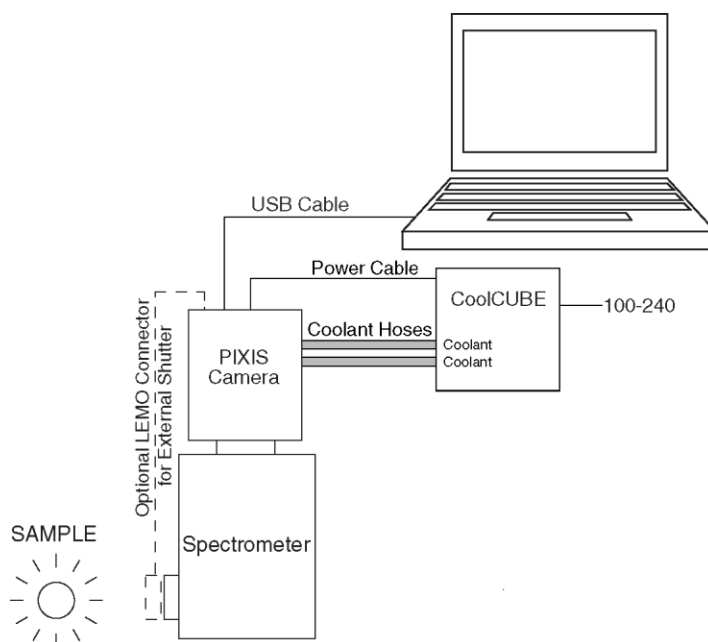 USB Cable
Power Cable
CoolCUBE
100-240
Coolant Hoses
Coolant
Coolant
PIXIS
Camera
Optional LEMO Connector
for External Shutter
SAMPLE
Spectrometer